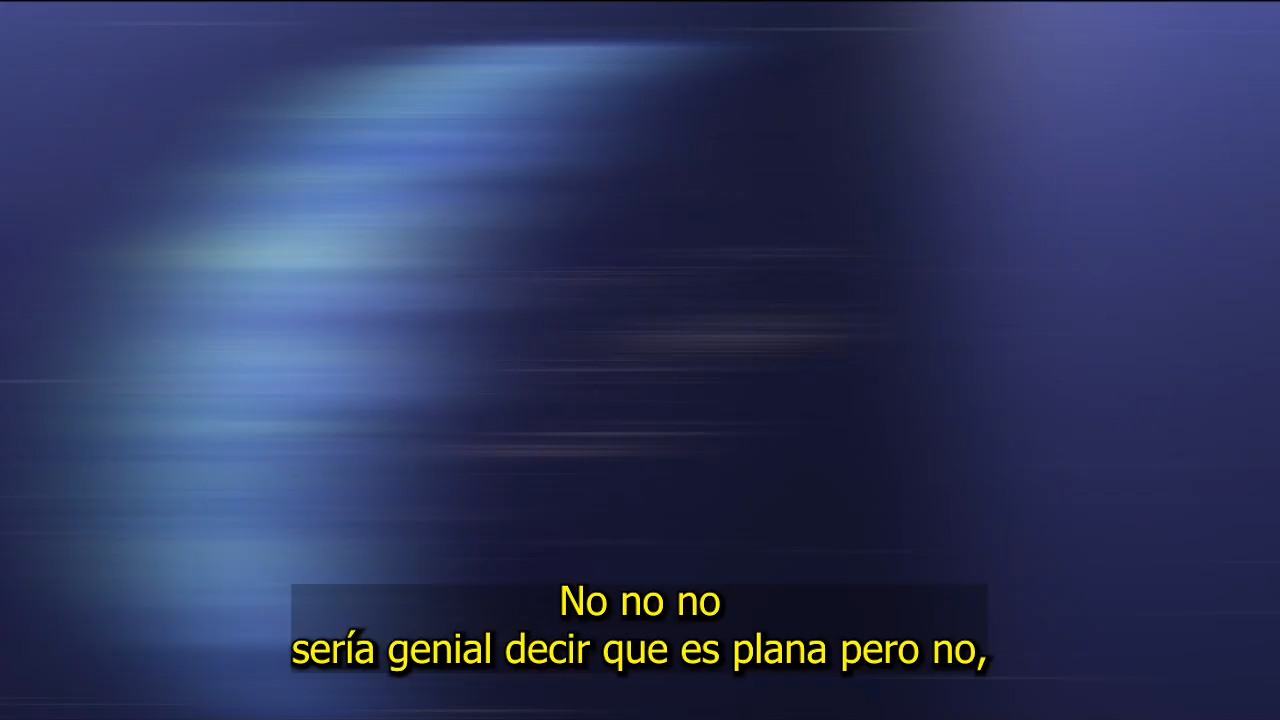 No no no
sería genial decir que es plana pero no,